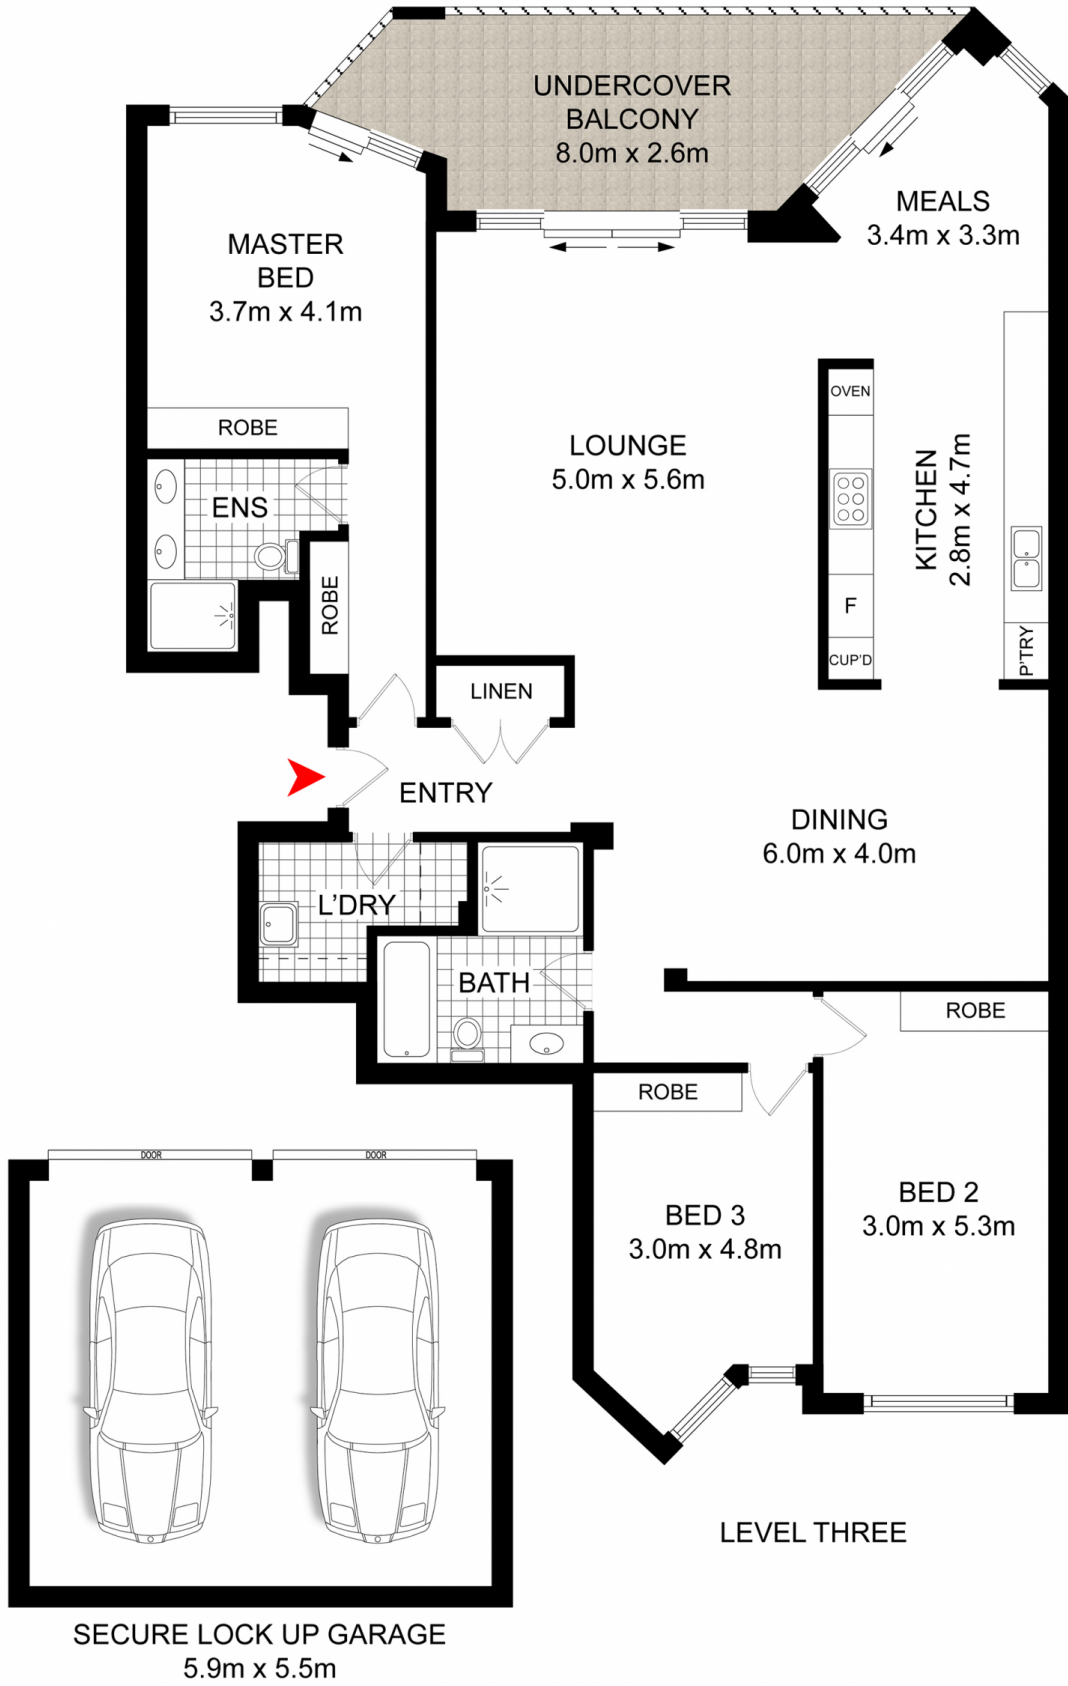 UNDERCOVER
BALCONY
8.0m x 2.6m
MEALS
3.4m x 3.3m
MASTER
BED
3.7m x 4.1m
ROBE
ENS
ROBE
LOUNGE
5.0m x 5.6m
OVEN
KITCHEN
2.8m x 4.7m
F
CUP'D
P'TRY
LINEN
ENTRY
DINING
6.0m x 4.0m
L'DRY
BATH
ROBE
ROBE
BED 2
3.0m x 5.3m
BED 3
3.0m x 4.8m
DOOR
DOOR
LEVEL THREE
SECURE LOCK UP GARAGE
5.9m x 5.5m